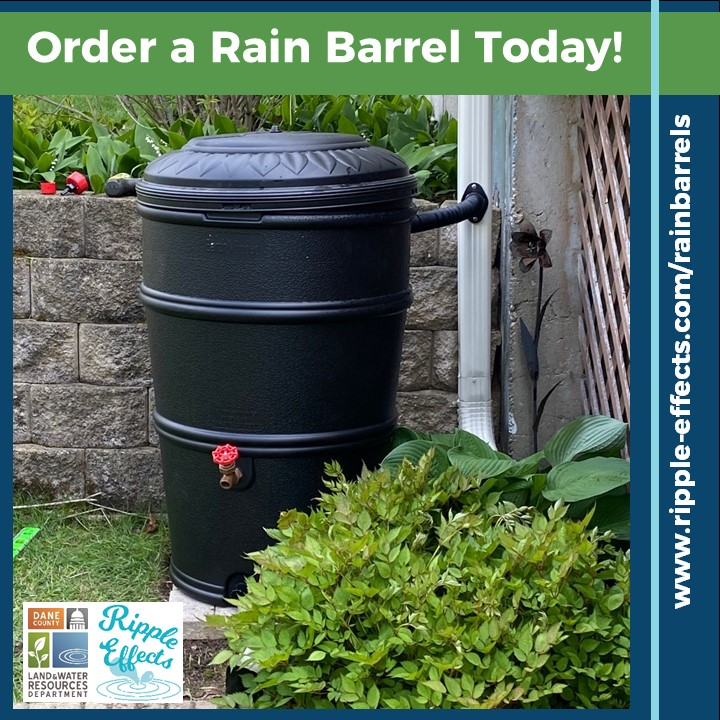 Order a Rain Barrel Today!
www.ripple-effects.com/rainbarrels
DANE
COUNTY
LAND & WATER
RESOURCES
DEPARTMENT
Ripple
Effects